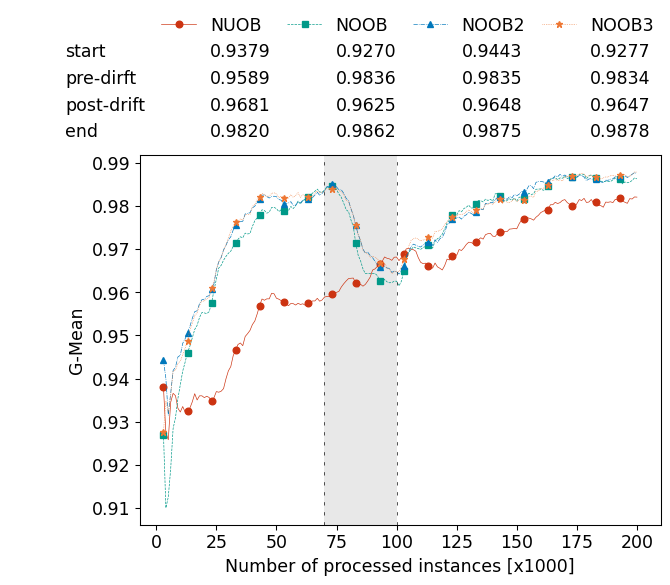 NUOB NOOB NOOB2 NOOB3
start 0.9379 0.9270 0.9443 0.9277
pre-dirft 0.9589 0.9836 0.9835 0.9834
post-drift 0.9681 0.9625 0.9648 0.9647
end 0.9820 0.9862 0.9875 0.9878
0.99
0.98
0.97
0.96
0.95
0.94
0.93
0.92
0.91
G-Mean
0 25 50 75 100 125 150 175 200
Number of processed instances [x1000]